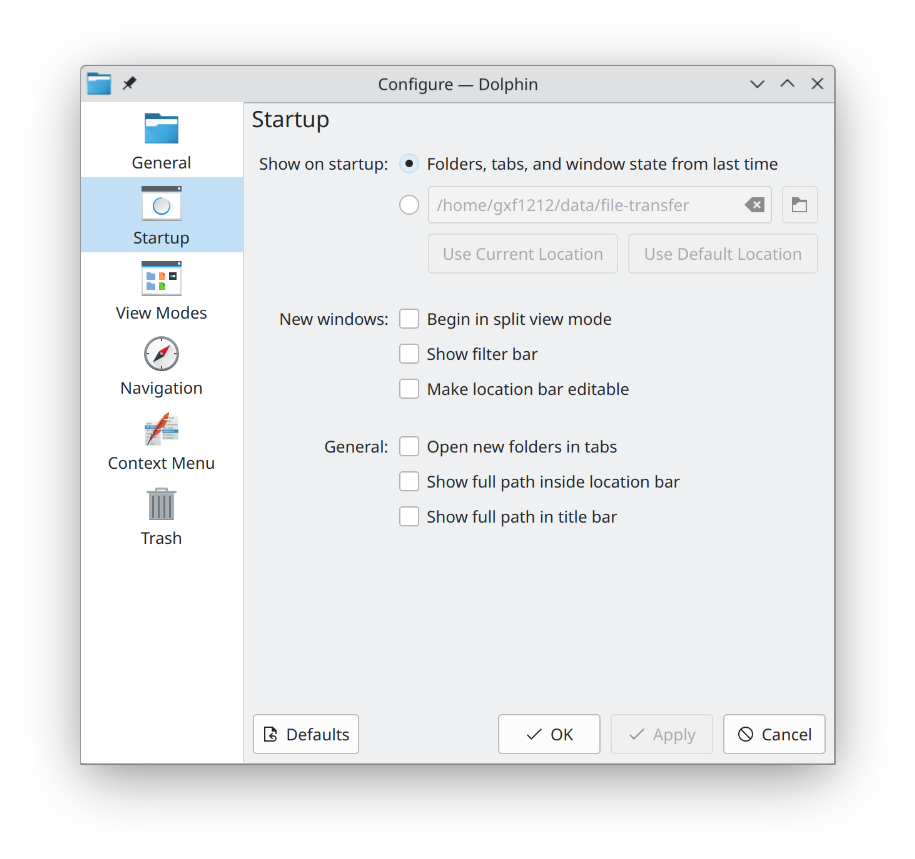 Configure — Dolphin
General
Startup
View Modes
Navigation
Context Menu
Trash
Startup
Show on startup: Folders, tabs, and window state from last time
/home/gxf1212/data/file-transfer
Use Current Location Use Default Location
New windows: Begin in split view mode
Show filter bar
Make location bar editable
General: Open new folders in tabs
Show full path inside location bar
Show full path in title bar
Defaults OK Apply Cancel